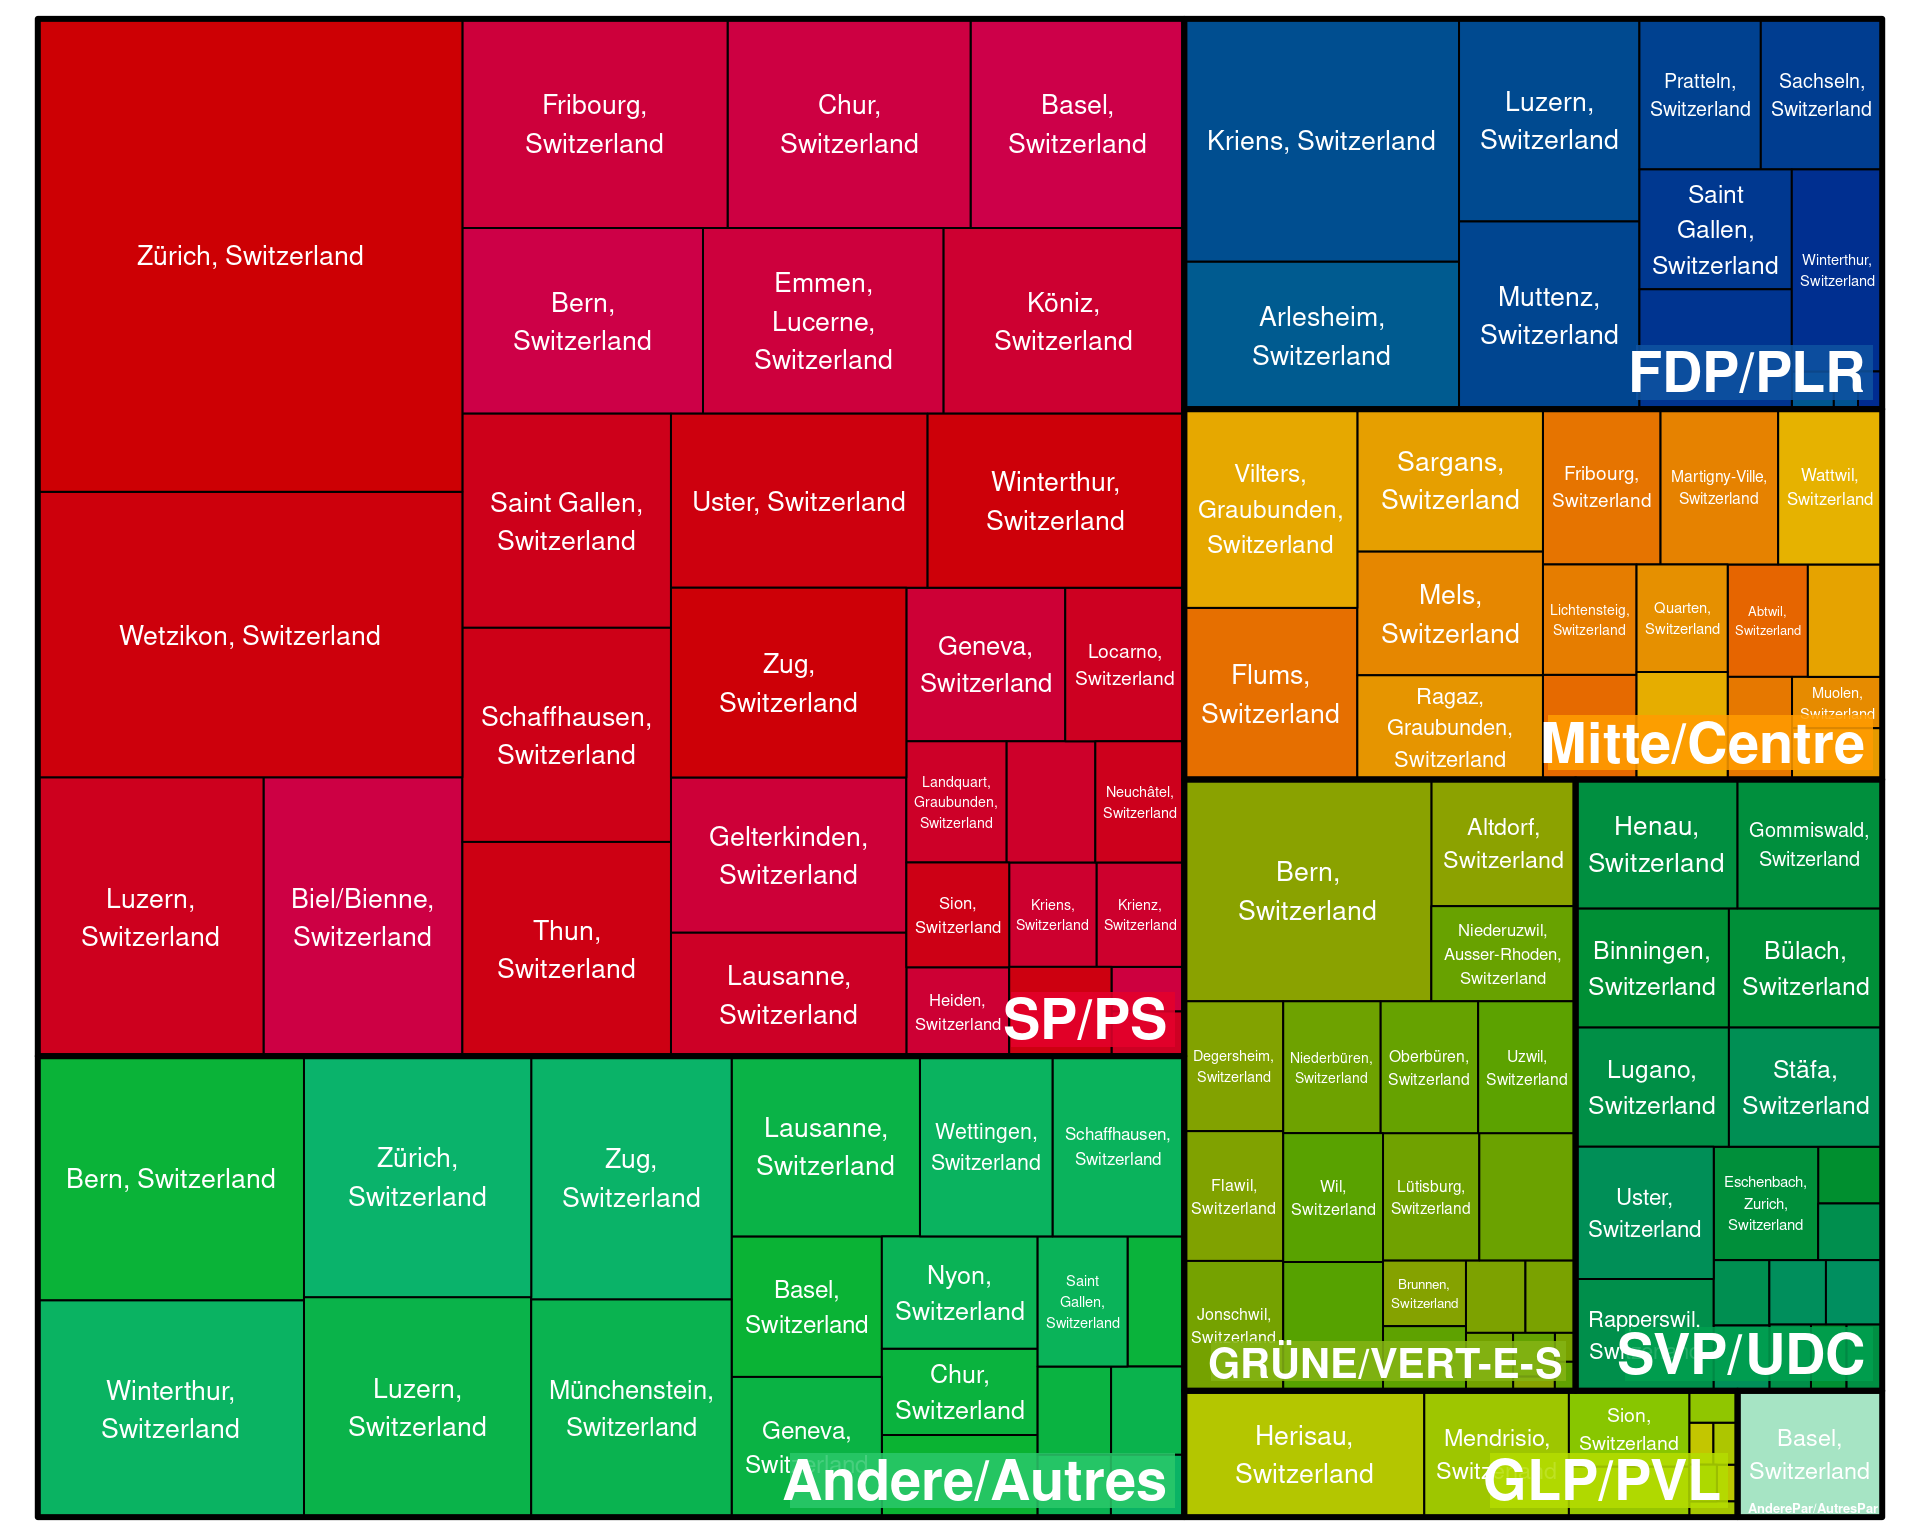 Zürich, Switzerland
Wetzikon, Switzerland
Luzern,
Switzerland
Biel/Bienne,
Switzerland
Fribourg,
Switzerland
Chur,
Switzerland
Basel,
Switzerland
Bern,
Switzerland
Emmen,
Lucerne,
Switzerland
Köniz,
Switzerland
Saint Gallen,
Switzerland
Uster, Switzerland
Winterthur,
Switzerland
Schaffhausen,
Switzerland
Thun,
Switzerland
Zug,
Switzerland
Gelterkinden,
Switzerland
Lausanne,
Switzerland
Geneva,
Switzerland
Locarno,
Switzerland
Landquart,
Graubunden,
Switzerland
Neuchâtel,
Switzerland
Sion,
Switzerland
Kriens,
Switzerland
Krienz,
Switzerland
Heiden,
Switzerland
SP/PS
Kriens, Switzerland
Arlesheim,
Switzerland
Luzern,
Switzerland
Muttenz,
Switzerland
Pratteln,
Switzerland
Sachseln,
Switzerland
Saint
Gallen,
Switzerland
Winterthur,
Switzerland
FDP/PLR
Vilters,
Graubunden,
Switzerland
Flums,
Switzerland
Sargans,
Switzerland
Mels,
Switzerland
Ragaz,
Graubunden,
Switzerland
Fribourg,
Switzerland
Martigny-Ville,
Switzerland
Wattwil,
Switzerland
Lichtensteig,
Switzerland
Quarten,
Switzerland
Abtwil,
Switzerland
Muolen,
Switzerland
Mitte/Centre
Bern,
Switzerland
Altdorf,
Switzerland
Niederuzwil,
Ausser-Rhoden,
Switzerland
Degersheim,
Switzerland
Niederbüren,
Switzerland
Oberbüren,
Switzerland
Uzwil,
Switzerland
Flawil,
Switzerland
Wil,
Switzerland
Lütisburg,
Switzerland
Jonschwil,
Switzerland
Brunnen,
Switzerland
GRÜNE/VERT-E-S
Henau,
Switzerland
Gommiswald,
Switzerland
Binningen,
Switzerland
Bülach,
Switzerland
Lugano,
Switzerland
Stäfa,
Switzerland
Uster,
Switzerland
Eschenbach,
Zurich,
Switzerland
Rapperswil,
SVP/UDC
Bern, Switzerland
Winterthur,
Switzerland
Zürich,
Switzerland
Luzern,
Switzerland
Zug,
Switzerland
Münchenstein,
Switzerland
Lausanne,
Switzerland
Wettingen,
Switzerland
Schaffhausen,
Switzerland
Basel,
Switzerland
Geneva,
Switzerland
Nyon,
Switzerland
Chur,
Switzerland
Saint
Gallen,
Switzerland
Andere/Autres
Herisau,
Switzerland
Mendrisio,
Switzerland
Sion,
Switzerland
GLP/PVL
Basel,
Switzerland
AnderePar/AutresPar